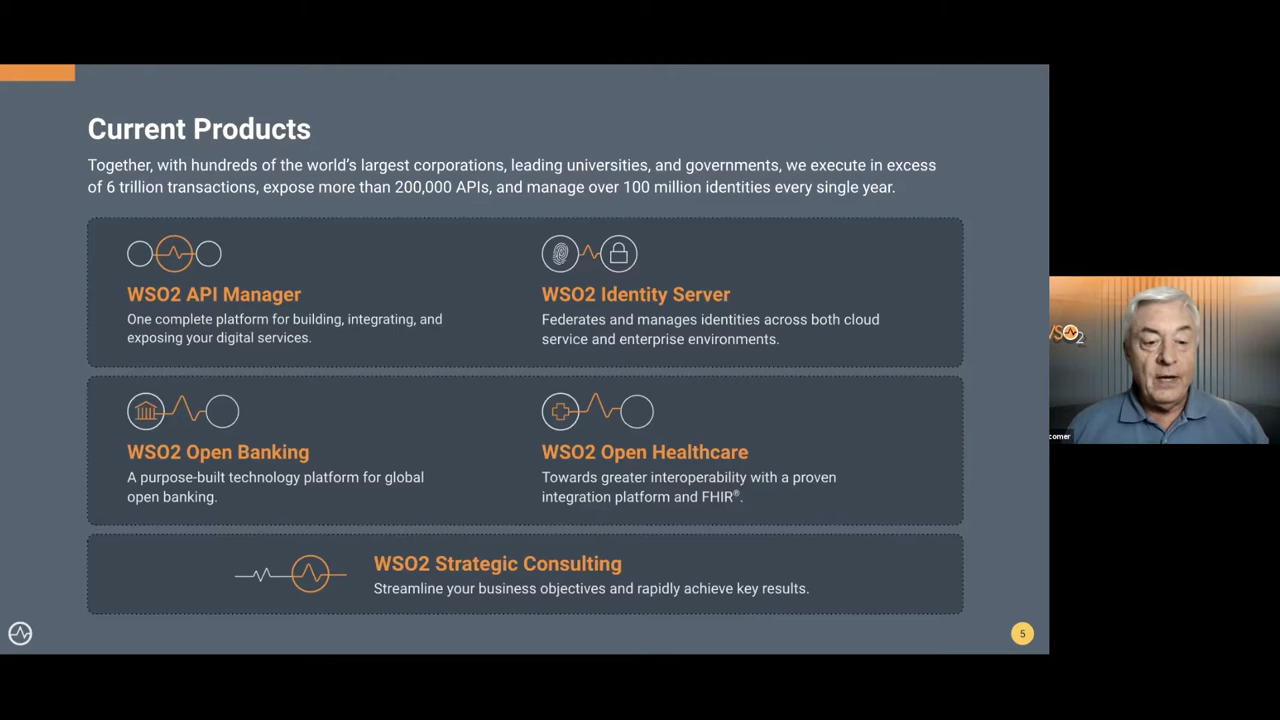 Current Products
Together, with hundreds of the world's largest corporations, leading universities, and governments, we execute in excess
of 6 trillion transactions, expose more than 200,000 APIs, and manage over 100 million identities every single year.
WSO2 API Manager
One complete platform for building, integrating, and
exposing your digital services.
WSO2 Identity Server
Federates and manages identities across both cloud
service and enterprise environments.
WSO2 Open Banking
A purpose-built technology platform for global
open banking.
WSO2 Open Healthcare
Towards greater interoperability with a proven
integration platform and FHIR®.
WSO2 Strategic Consulting
Streamline your business objectives and rapidly achieve key results.
5
WSO2
comer